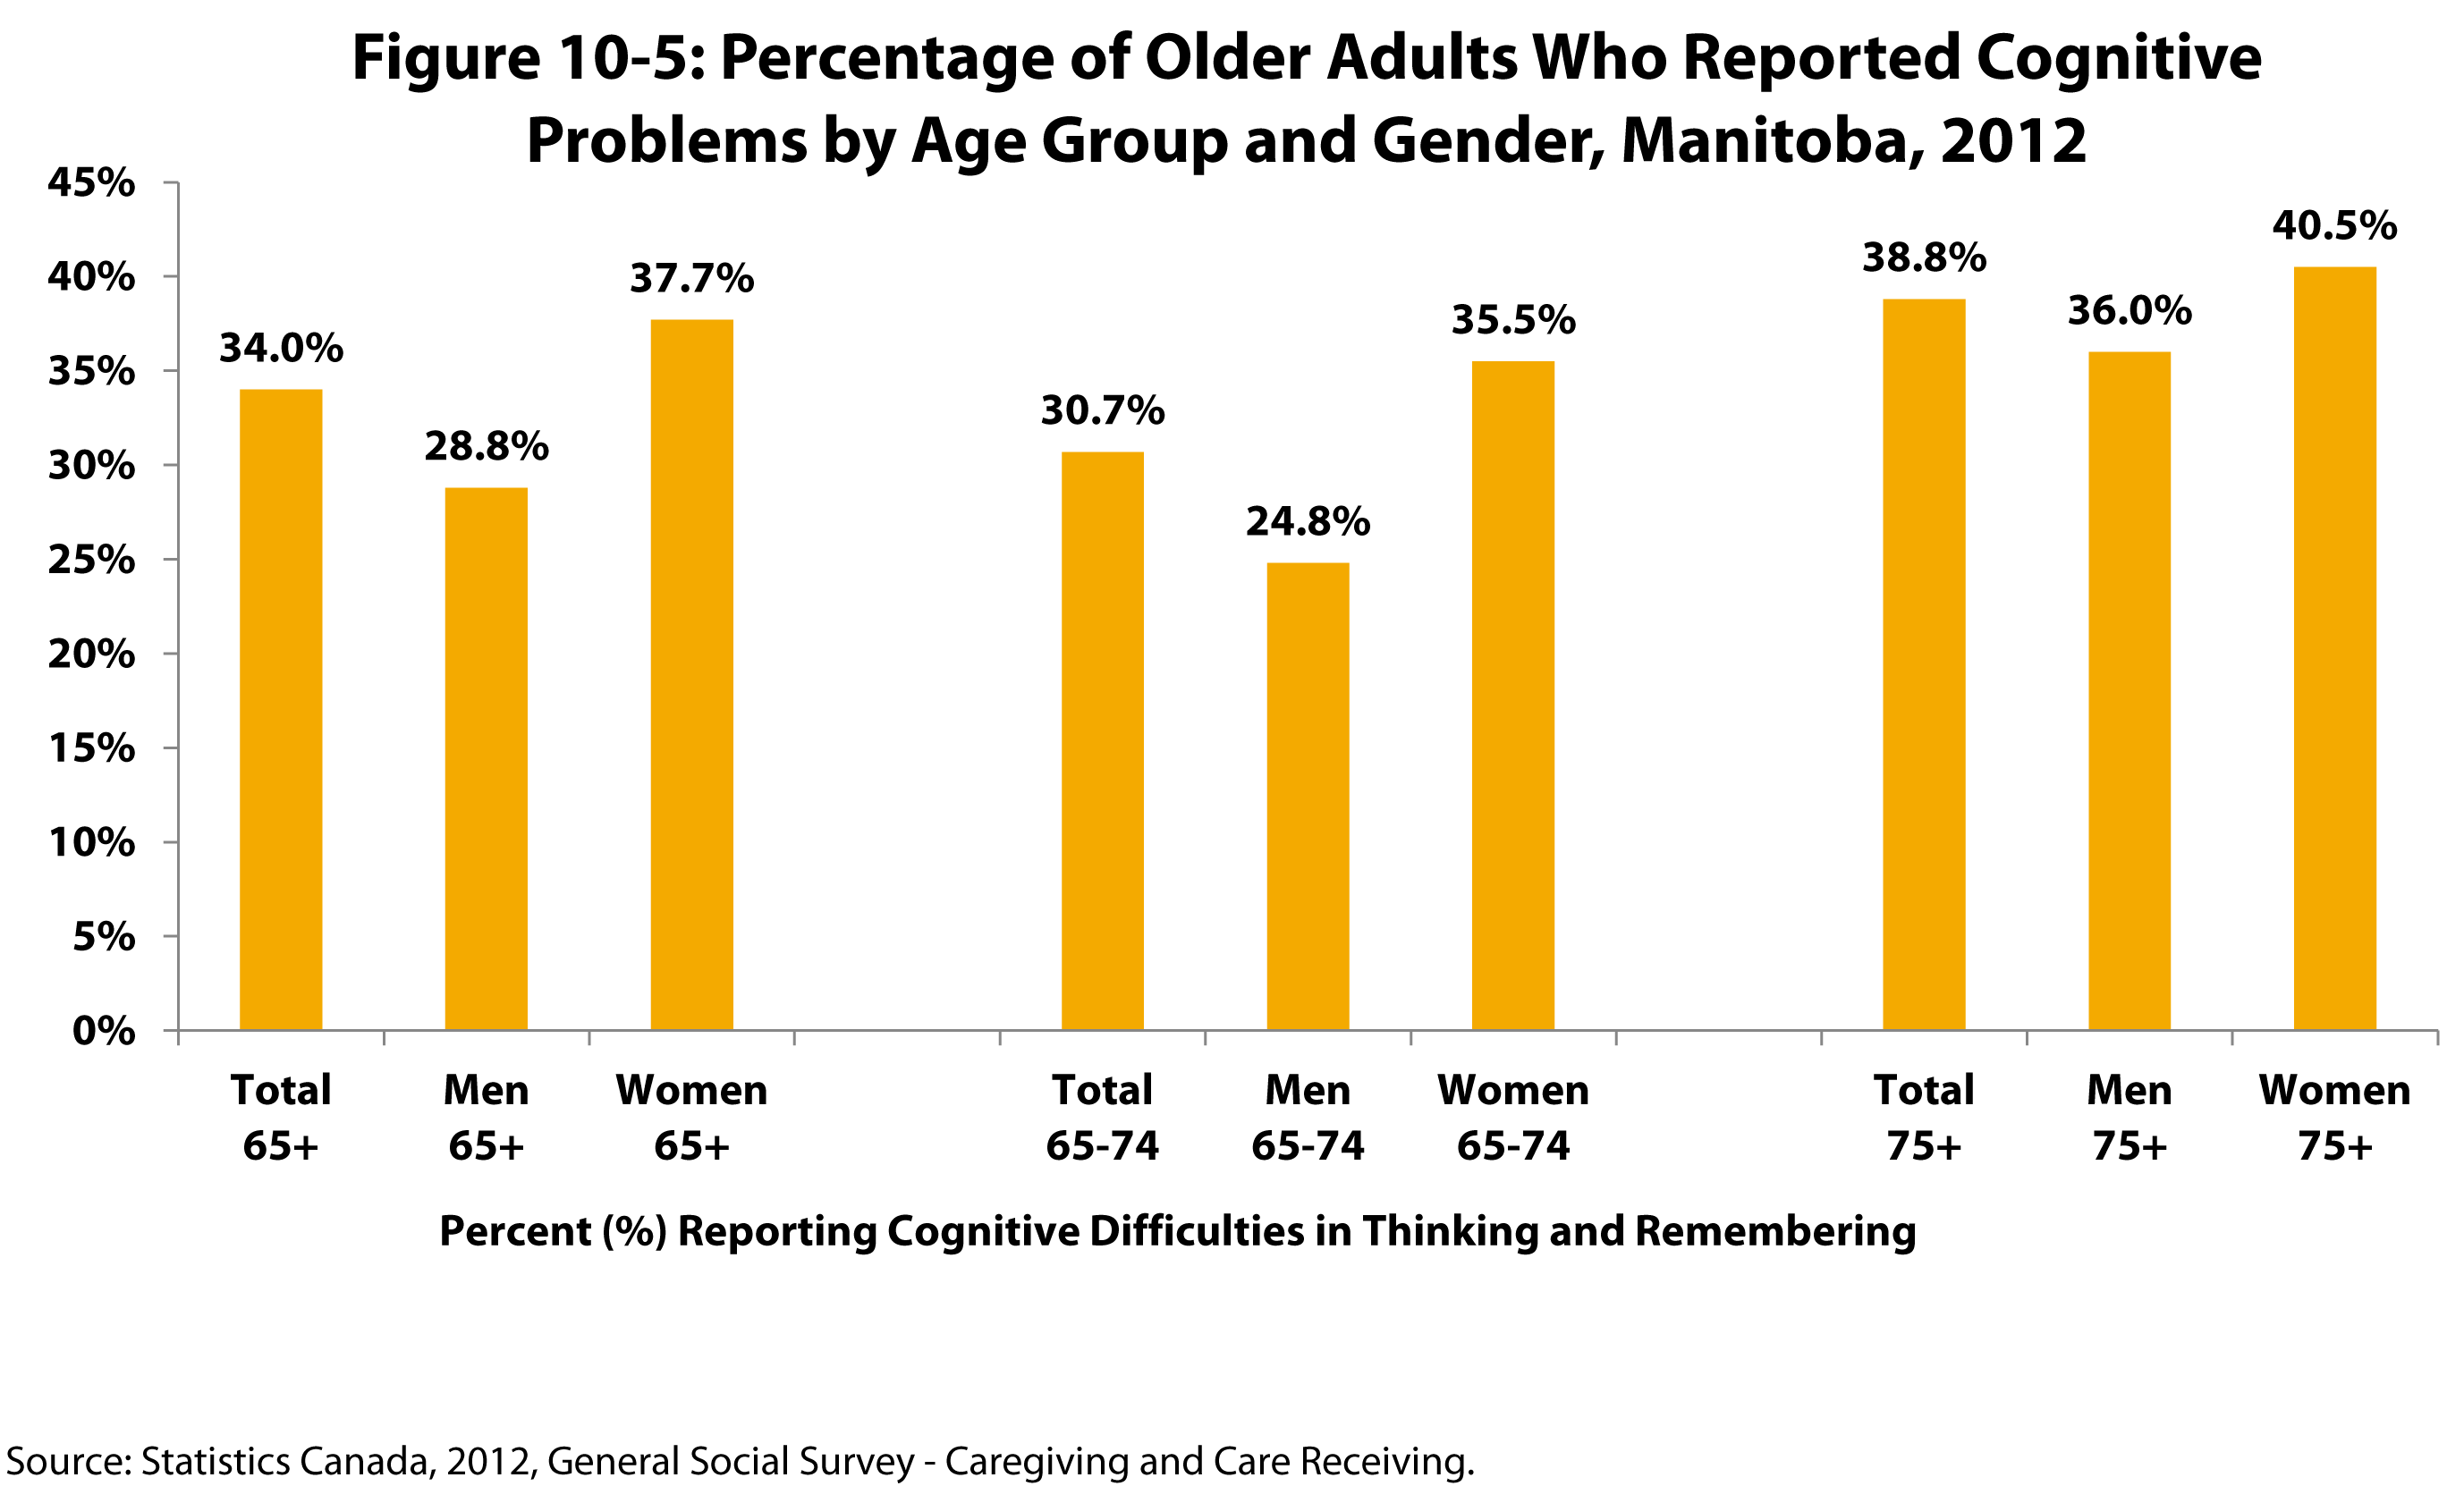 Figure 10-5: Percentage of Older Adults Who Reported Cognitive
Problems by Age Group and Gender, Manitoba, 2012
45%
40%
35%
30%
25%
20%
15%
10%
5%
0%
34.0%
28.8%
37.7%
30.7%
24.8%
35.5%
38.8%
36.0%
40.5%
Total
65+
Men
65+
Women
65+
Total
65-74
Men
65-74
Women
65-74
Total
75+
Men
75+
Women
75+
Percent (%) Reporting Cognitive Difficulties in Thinking and Remembering
Source: Statistics Canada, 2012, General Social Survey - Caregiving and Care Receiving.